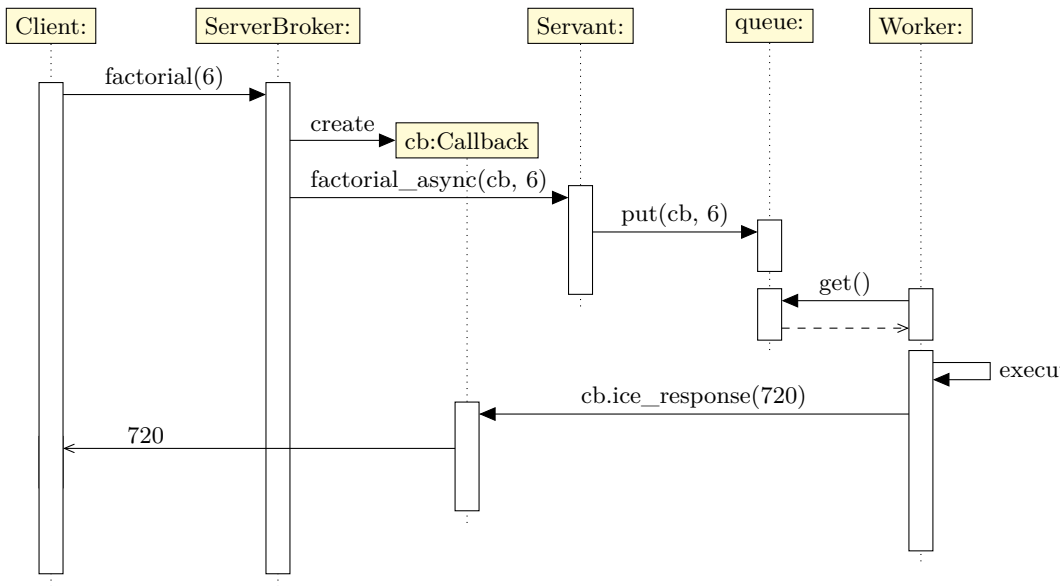 Client:
ServerBroker:
Servant:
queue:
Worker:
factorial(6)
create
cb:Callback
factorial_async(cb, 6)
put(cb, 6)
get()
execu
cb.ice_response(720)
720